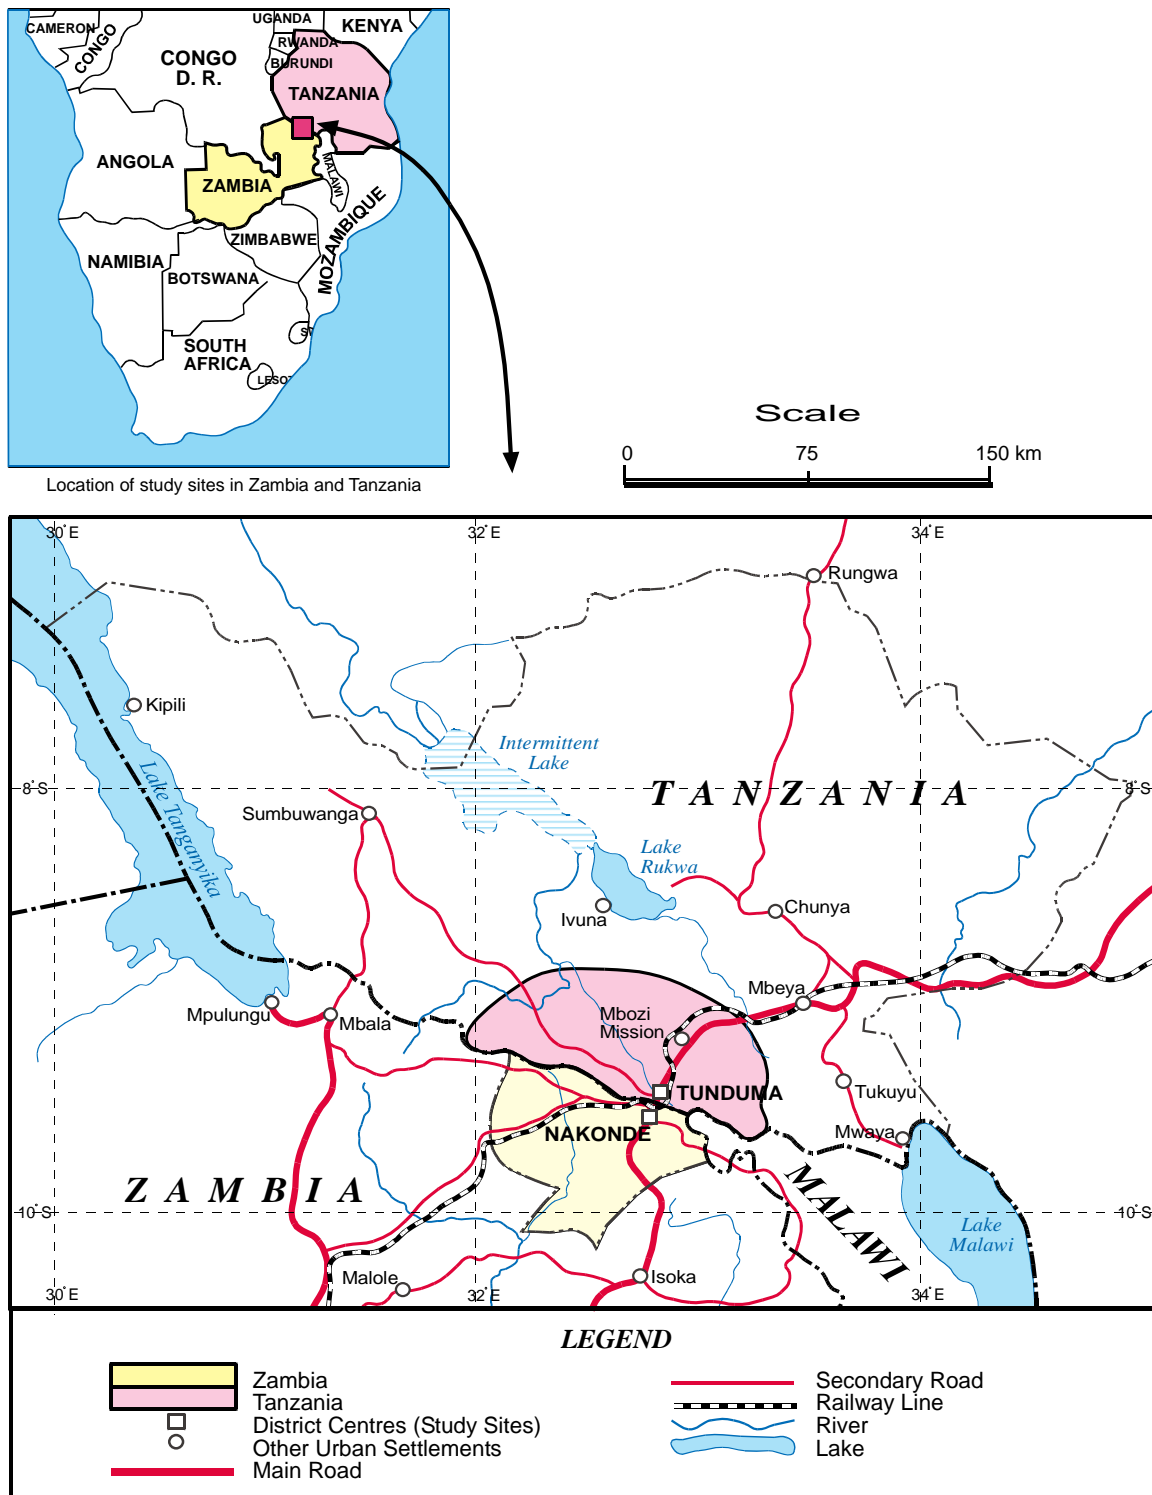 CAMERON
CONGO
CONGO
D. R.
UGANDA
RWANDA
BURUNDI
KENYA
TANZANIA
ANGOLA
ZAMBIA
MALAWI
MOZAMBIQUE
ZIMBABWE
NAMIBIA
BOTSWANA
SOUTH
AFRICA
LESOT
Location of study sites in Zambia and Tanzania
Scale
0 75 150 km
30° E 32° E 34° E
Rungwa
Kipili
Lake Tanganyika
Intermittent
Lake
T A N Z A N I A
8° S 8° S
Sumbuwanga
Lake
Rukwa
Ivuna
Chunya
Mbeya
Mbozi
Mission
Mpulungu
Mbala
TUNDUMA
Tukuyu
NAKONDE
Mwaya
Z A M B I A
MALAWI
10° S 10° S
Lake
Malawi
Malole
Isoka
30° E 32° E 34° E
LEGEND
Zambia
Tanzania
District Centres (Study Sites)
Other Urban Settlements
Main Road
Secondary Road
Railway Line
River
Lake